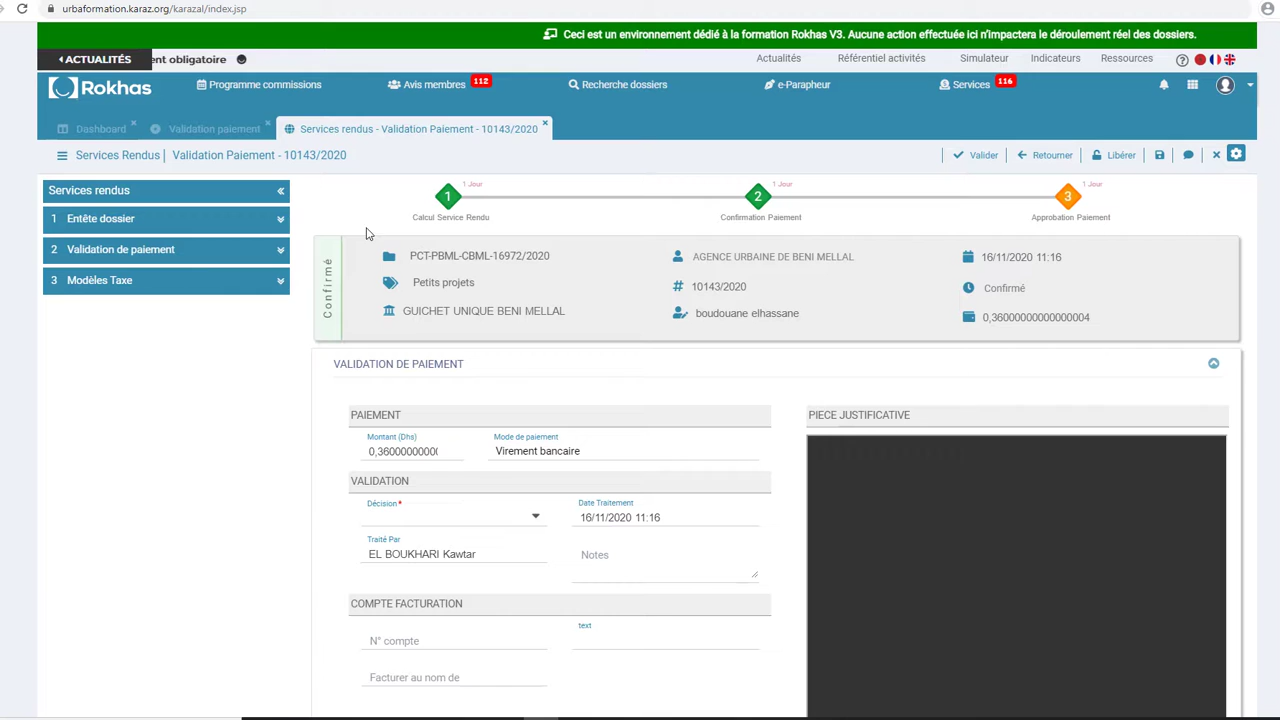 urbaformation.karaz.org/karazal/index.jsp
Ceci est un environnement dédié à la formation Rokhas V3. Aucune action effectuée ici n'impactera le déroulement réel des dossiers.
ACTUALITÉS
ent obligatoire
Actualités
Référentiel activités
Simulateur
Indicateurs
Ressources
Rokhas
Programme commissions
Avis membres 112
Recherche dossiers
e-Parapheur
Services 116
Dashboard
Validation paiement
Services rendus - Validation Paiement - 10143/2020
Services Rendus | Validation Paiement - 10143/2020
Valider
Retourner
Libérer
Services rendus
1 Entête dossier
2 Validation de paiement
3 Modèles Taxe
1 1 Jour
2 1 Jour
3 1 Jour
Calcul Service Rendu
Confirmation Paiement
Approbation Paiement
Confirmé
PCT-PBML-CBML-16972/2020
AGENCE URBAINE DE BENI MELLAL
16/11/2020 11:16
Petits projets
10143/2020
Confirmé
GUICHET UNIQUE BENI MELLAL
boudouane elhassane
0,36000000000000004
VALIDATION DE PAIEMENT
PAIEMENT
Montant (Dhs)
Mode de paiement
0,3600000000
Virement bancaire
VALIDATION
Décision *
Date Traitement
16/11/2020 11:16
Traité Par
EL BOUKHARI Kawtar
Notes
COMPTE FACTURATION
text
N° compte
Facturer au nom de
PIECE JUSTIFICATIVE